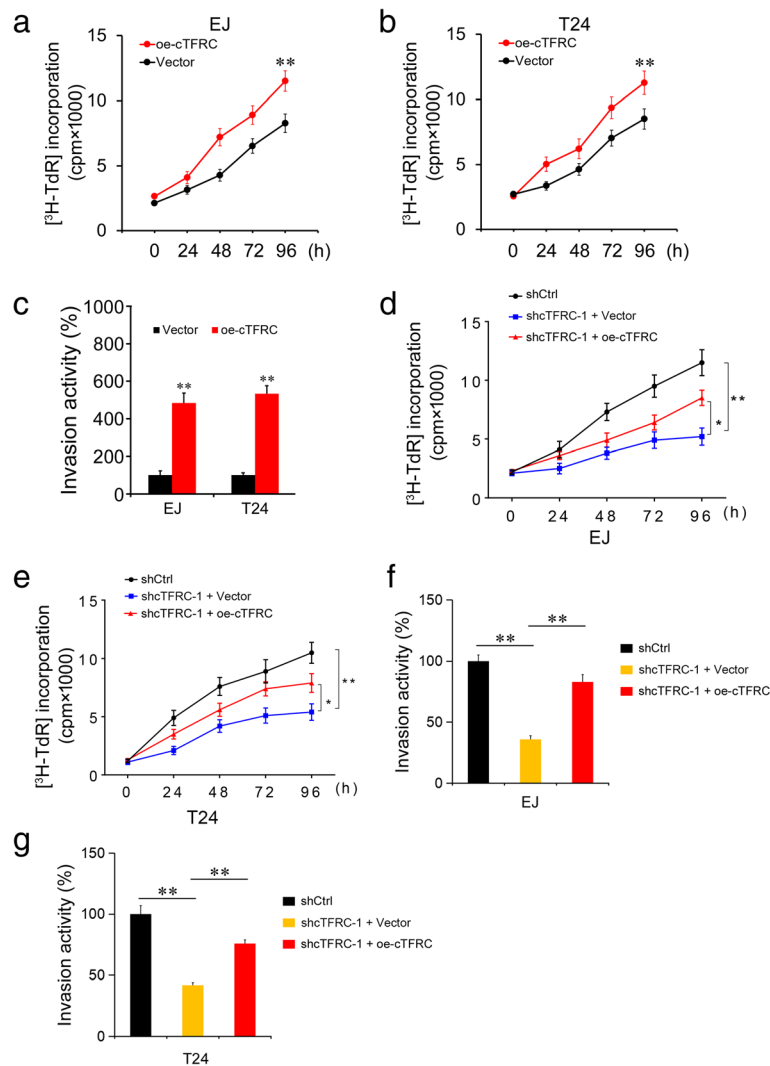 a
EJ
oe-cTFRC
Vector
**
[³H-TdR] incorporation
(cpm×1000)
15
10
5
0
0 24 48 72 96 (h)
b
T24
oe-cTFRC
Vector
**
[³H-TdR] incorporation
(cpm×1000)
15
10
5
0
0 24 48 72 96 (h)
c
Invasion activity (%)
1000
800
600
400
200
0
Vector oe-cTFRC
** **
EJ T24
d
shCtrl
shcTFRC-1 + Vector
shcTFRC-1 + oe-cTFRC
[³H-TdR] incorporation
(cpm×1000)
15
10
5
0
*
**
0 24 48 72 96 (h)
EJ
e
shCtrl
shcTFRC-1 + Vector
shcTFRC-1 + oe-cTFRC
[³H-TdR] incorporation
(cpm×1000)
15
10
5
0
*
**
0 24 48 72 96 (h)
T24
f
Invasion activity (%)
150
100
50
0
** **
shCtrl
shcTFRC-1 + Vector
shcTFRC-1 + oe-cTFRC
EJ
g
Invasion activity (%)
150
100
50
0
** **
shCtrl
shcTFRC-1 + Vector
shcTFRC-1 + oe-cTFRC
T24